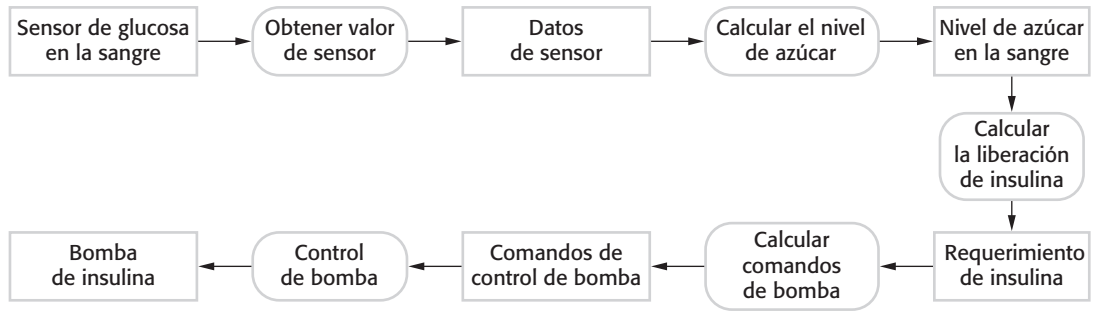 Sensor de glucosa
en la sangre
Obtener valor
de sensor
Datos
de sensor
Calcular el nivel
de azúcar
Nivel de azúcar
en la sangre
Calcular
la liberación
de insulina
Requerimiento
de insulina
Calcular
comandos
de bomba
Comandos de
control de bomba
Control
de bomba
Bomba
de insulina